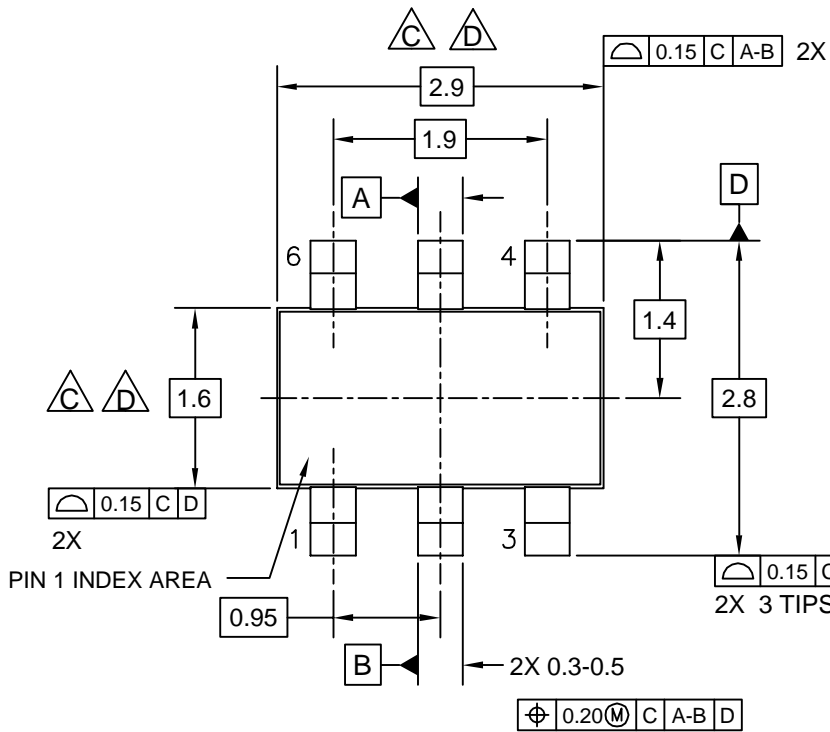 C D
⌓ 0.15 C A-B 2X
2.9
1.9
A
D
6
4
1.4
C D
1.6
2.8
⌓ 0.15 C D
2X
1
3
PIN 1 INDEX AREA
⌓ 0.15 C
2X 3 TIPS
0.95
B
2X 0.3-0.5
⌖ 0.20Ⓜ C A-B D